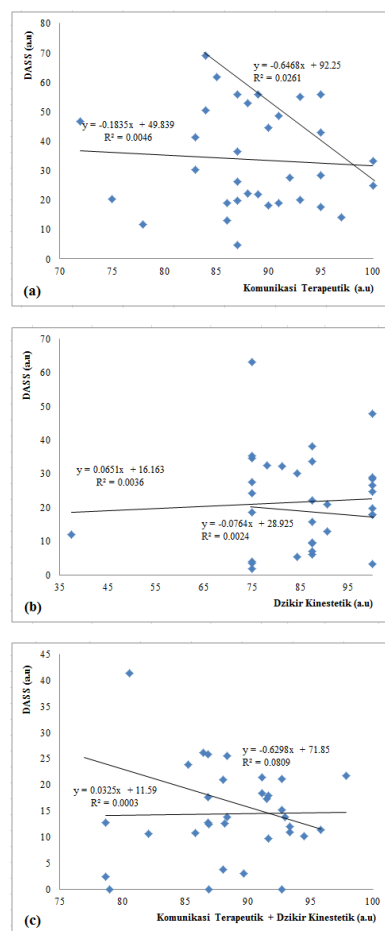 DASS (a.u)
80
70
60
50
40
30
20
10
0
y = -0.6468x + 92.25
R² = 0.0261
y = -0.1835x + 49.839
R² = 0.0046
70 75 80 85 90 95 100
(a) Komunikasi Terapeutik (a.u)
DASS (a.u)
70
60
50
40
30
20
10
0
y = 0.0651x + 16.163
R² = 0.0036
y = -0.0764x + 28.925
R² = 0.0024
35 45 55 65 75 85 95
(b) Dzikir Kinestetik (a.u)
DASS (a.u)
45
40
35
30
25
20
15
10
5
0
y = -0.6298x + 71.85
R² = 0.0809
y = 0.0325x + 11.59
R² = 0.0003
75 80 85 90 95 100
(c) Komunikasi Terapeutik + Dzikir Kinestetik (a.u)